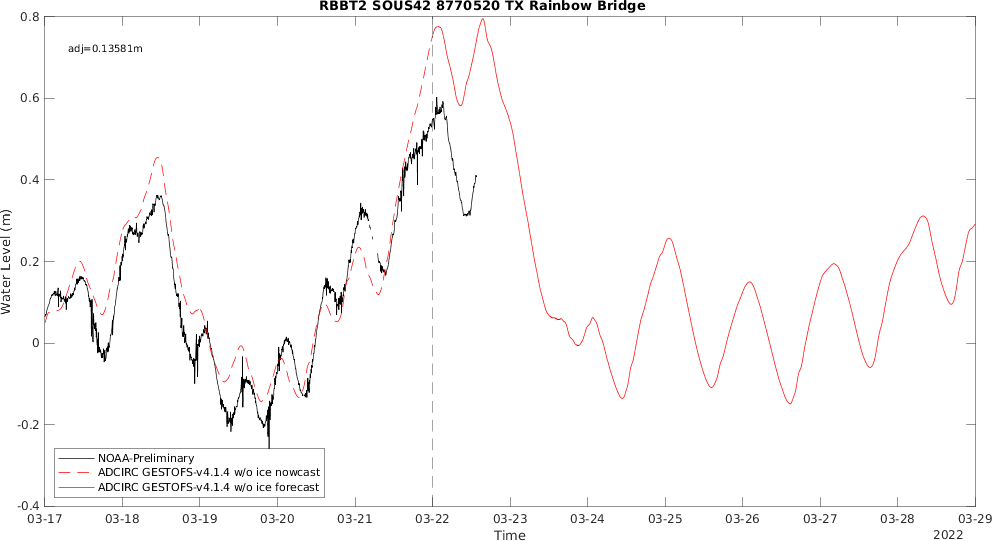 RBBT2 SOUS42 8770520 TX Rainbow Bridge
adj=0.13581m
0.8
0.6
0.4
0.2
0
-0.2
-0.4
Water Level (m)
NOAA-Preliminary
ADCIRC GESTOFS-v4.1.4 w/o ice nowcast
ADCIRC GESTOFS-v4.1.4 w/o ice forecast
03-17 03-18 03-19 03-20 03-21 03-22 03-23 03-24 03-25 03-26 03-27 03-28 03-29
Time
2022